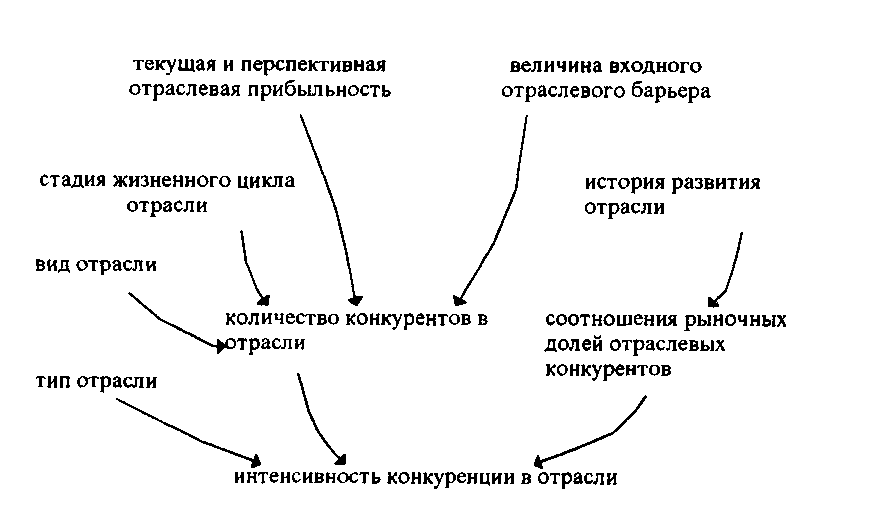 текущая и перспективная
отраслевая прибыльность
величина входного
отраслевого барьера
стадия жизненного цикла
отрасли
история развития
отрасли
вид отрасли
количество конкурентов в
отрасли
соотношения рыночных
долей отраслевых
конкурентов
тип отрасли
интенсивность конкуренции в отрасли